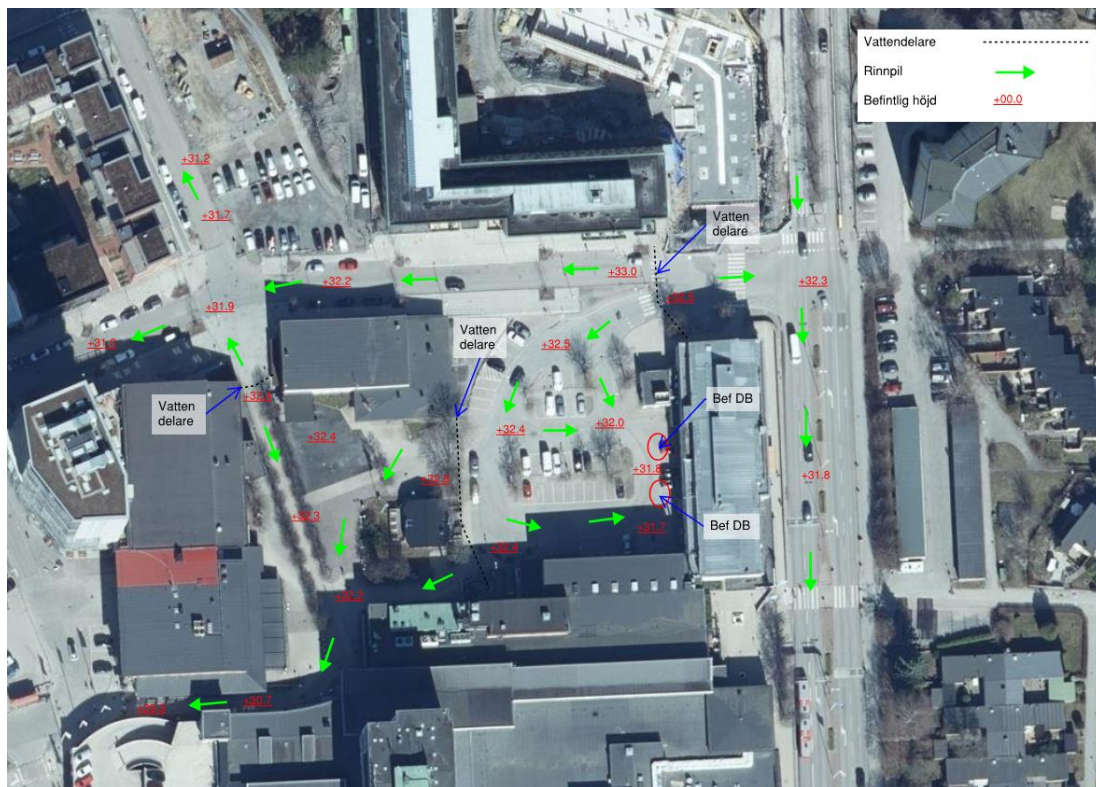 Vattendelare
Rinnpil
Befintlig höjd
+00.0
+31.2
+31.7
Vatten
delare
+33.0
+32.2
+32.3
+31.9
+32.5
Vatten
delare
Vatten
delare
Bef DB
+32.4
+32.0
+32.4
+31.8
+31.8
+32.3
Bef DB
+31.7
+32.4
+30.7